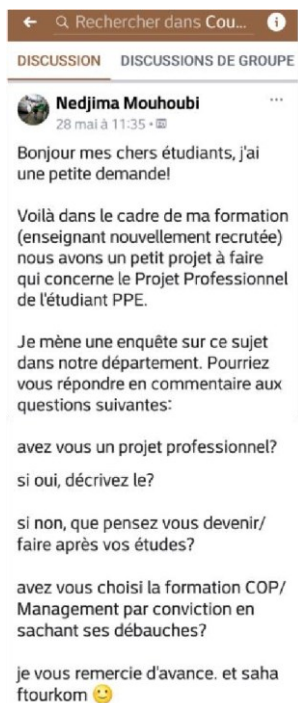 Rechercher dans Cou...
DISCUSSION DISCUSSIONS DE GROUPE
Nedjima Mouhoubi
28 mai à 11:35
Bonjour mes chers étudiants, j'ai
une petite demande!
Voilà dans le cadre de ma formation
(enseignant nouvellement recrutée)
nous avons un petit projet à faire
qui concerne le Projet Professionnel
de l'étudiant PPE.
Je mène une enquête sur ce sujet
dans notre département. Pourriez
vous répondre en commentaire aux
questions suivantes:
avez vous un projet professionnel?
si oui, décrivez le?
si non, que pensez vous devenir/
faire après vos études?
avez vous choisi la formation COP/
Management par conviction en
sachant ses débauches?
je vous remercie d'avance. et saha
ftourkom 🙂